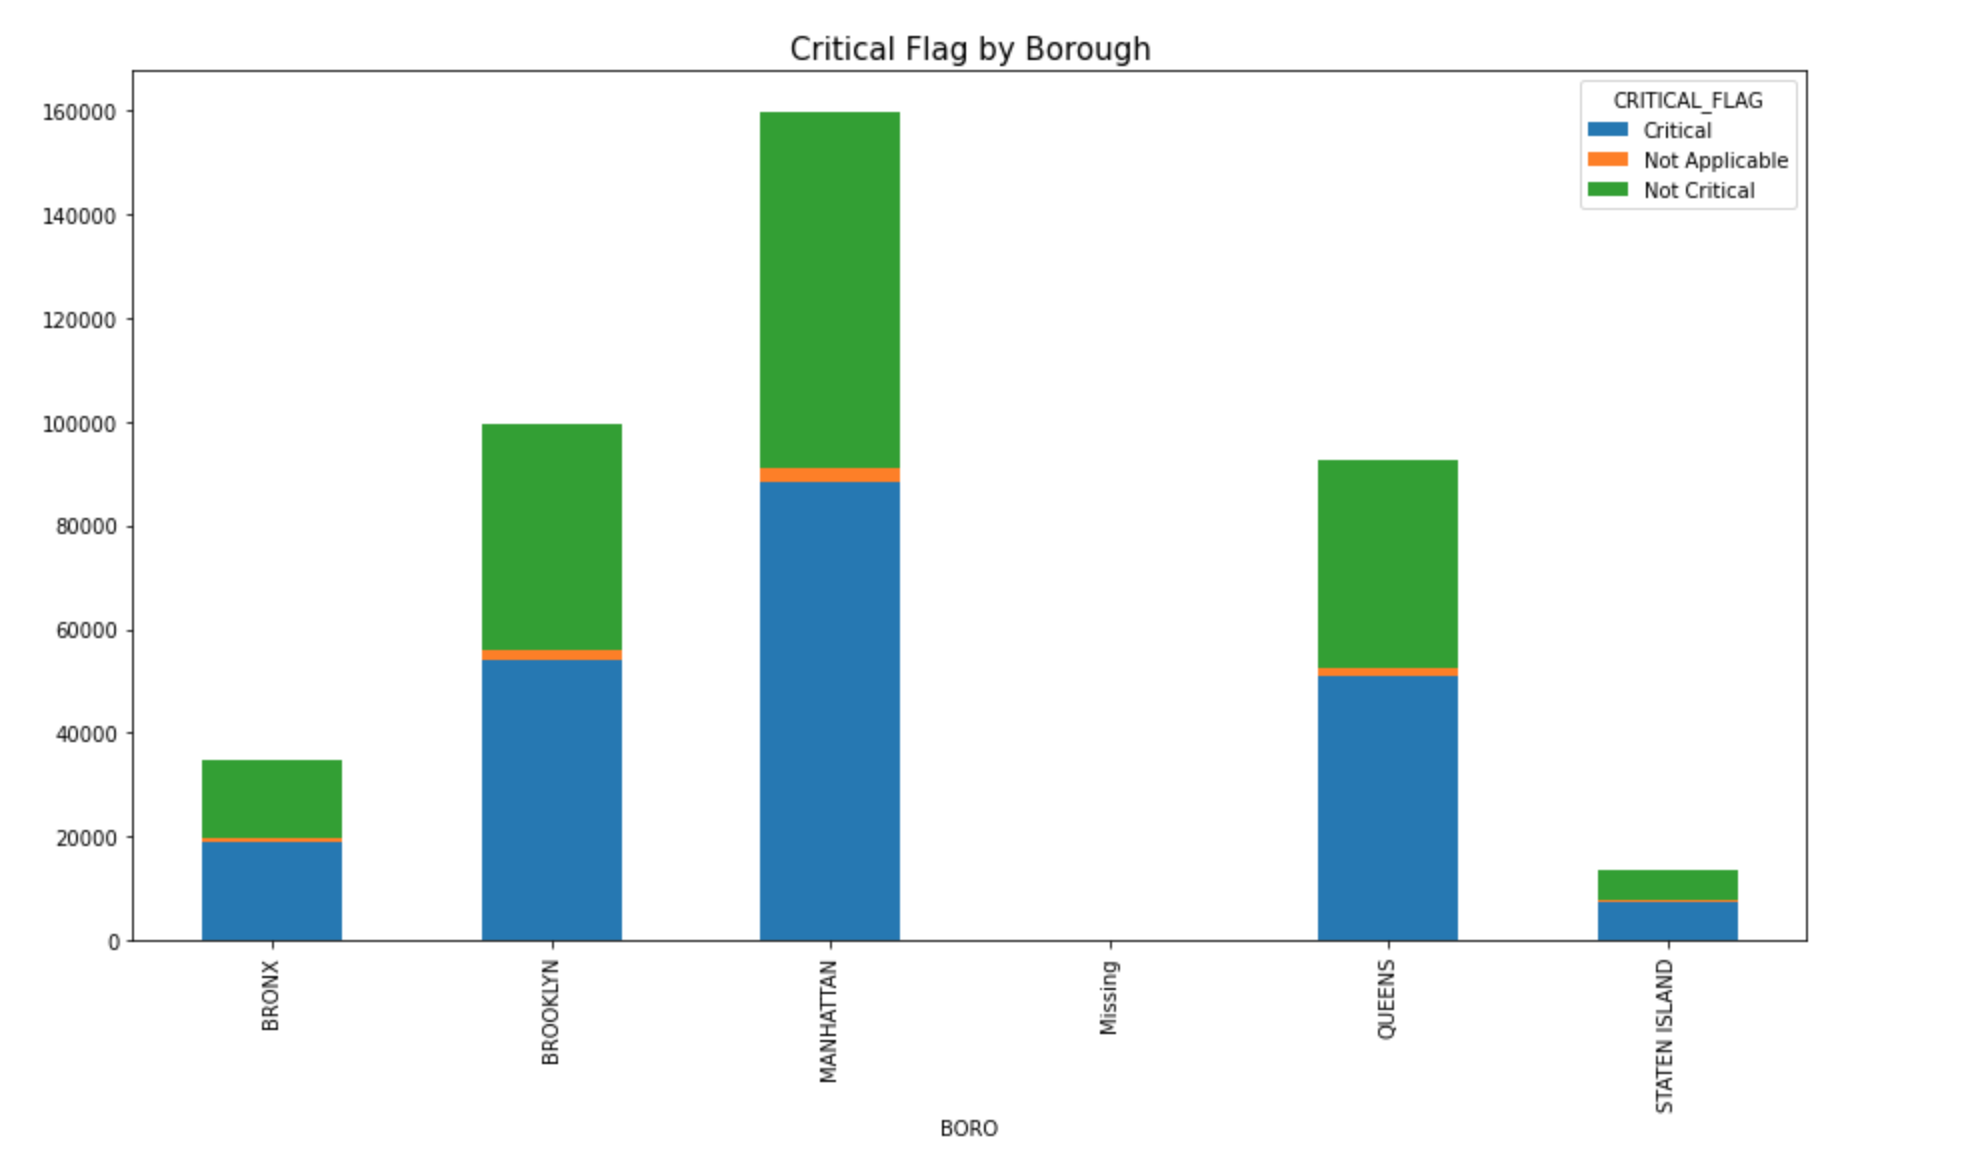 Critical Flag by Borough
CRITICAL_FLAG
Critical
Not Applicable
Not Critical
160000
140000
120000
100000
80000
60000
40000
20000
0
BRONX
BROOKLYN
MANHATTAN
Missing
QUEENS
STATEN ISLAND
BORO